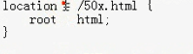 location = /50x.html {
root html;
}